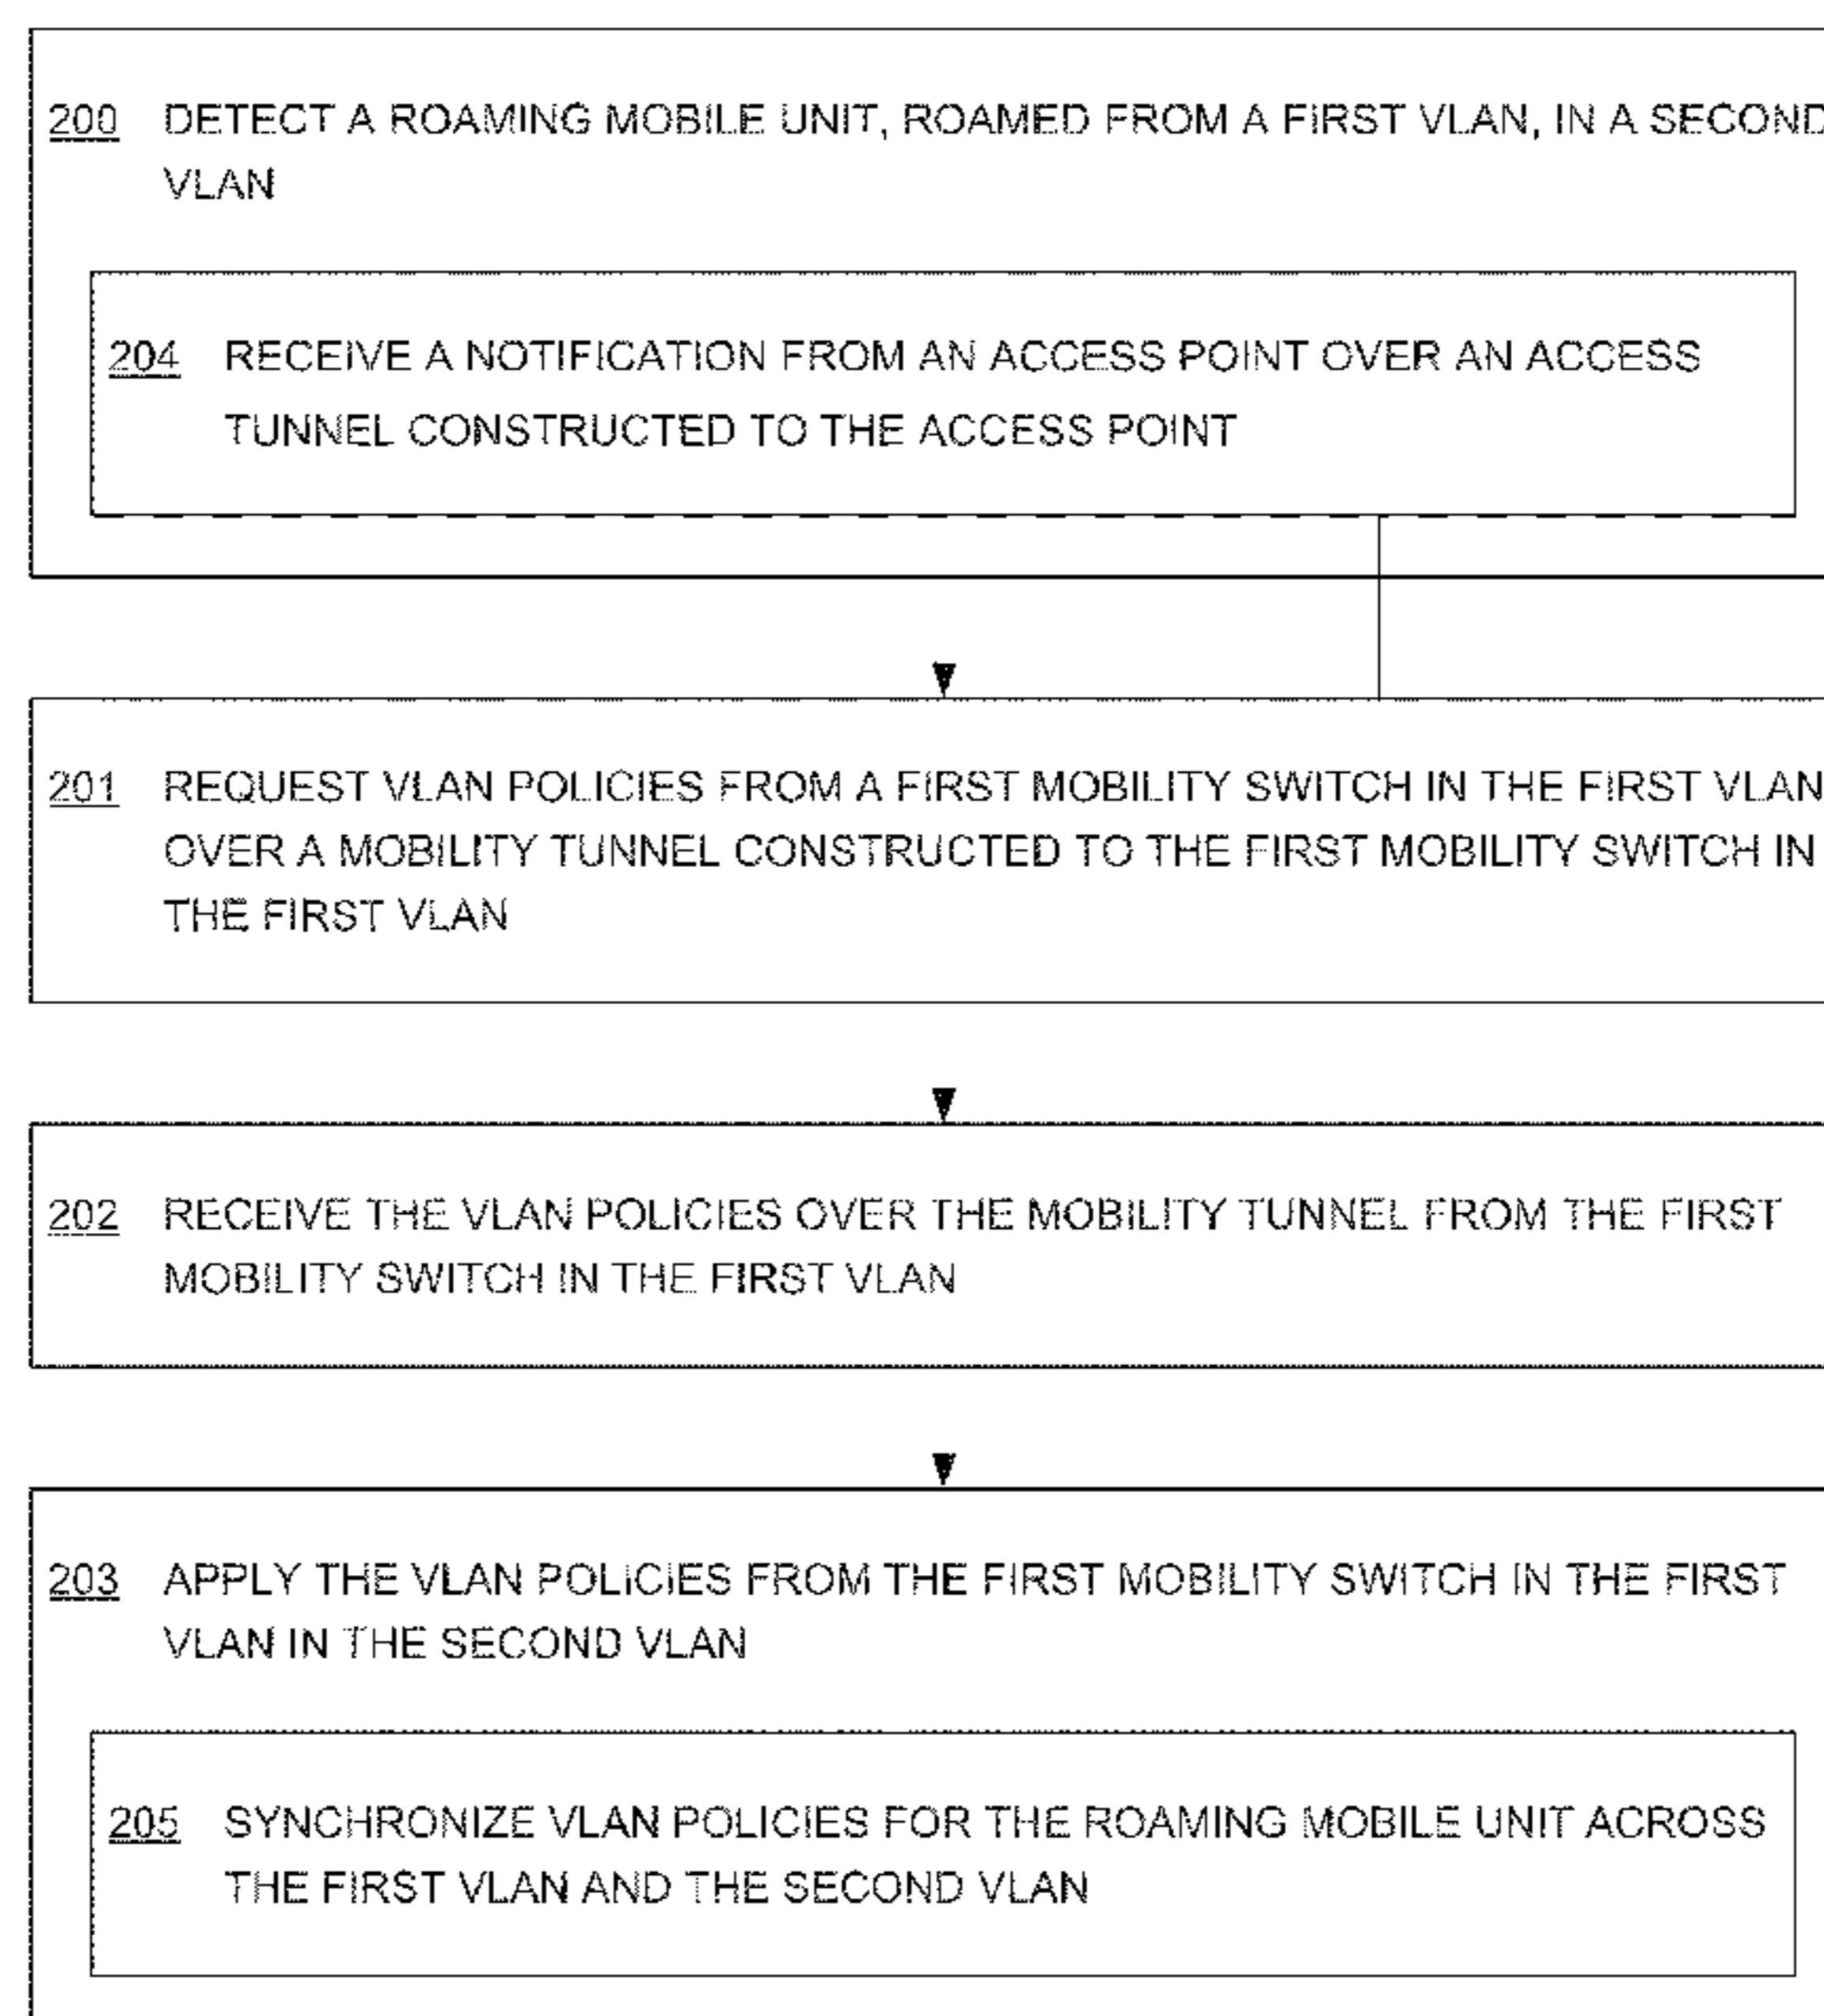 200 DETECT A ROAMING MOBILE UNIT, ROAMED FROM A FIRST VLAN, IN A SECOND
VLAN
204 RECEIVE A NOTIFICATION FROM AN ACCESS POINT OVER AN ACCESS
TUNNEL CONSTRUCTED TO THE ACCESS POINT
201 REQUEST VLAN POLICIES FROM A FIRST MOBILITY SWITCH IN THE FIRST VLAN
OVER A MOBILITY TUNNEL CONSTRUCTED TO THE FIRST MOBILITY SWITCH IN
THE FIRST VLAN
202 RECEIVE THE VLAN POLICIES OVER THE MOBILITY TUNNEL FROM THE FIRST
MOBILITY SWITCH IN THE FIRST VLAN
203 APPLY THE VLAN POLICIES FROM THE FIRST MOBILITY SWITCH IN THE FIRST
VLAN IN THE SECOND VLAN
205 SYNCHRONIZE VLAN POLICIES FOR THE ROAMING MOBILE UNIT ACROSS
THE FIRST VLAN AND THE SECOND VLAN